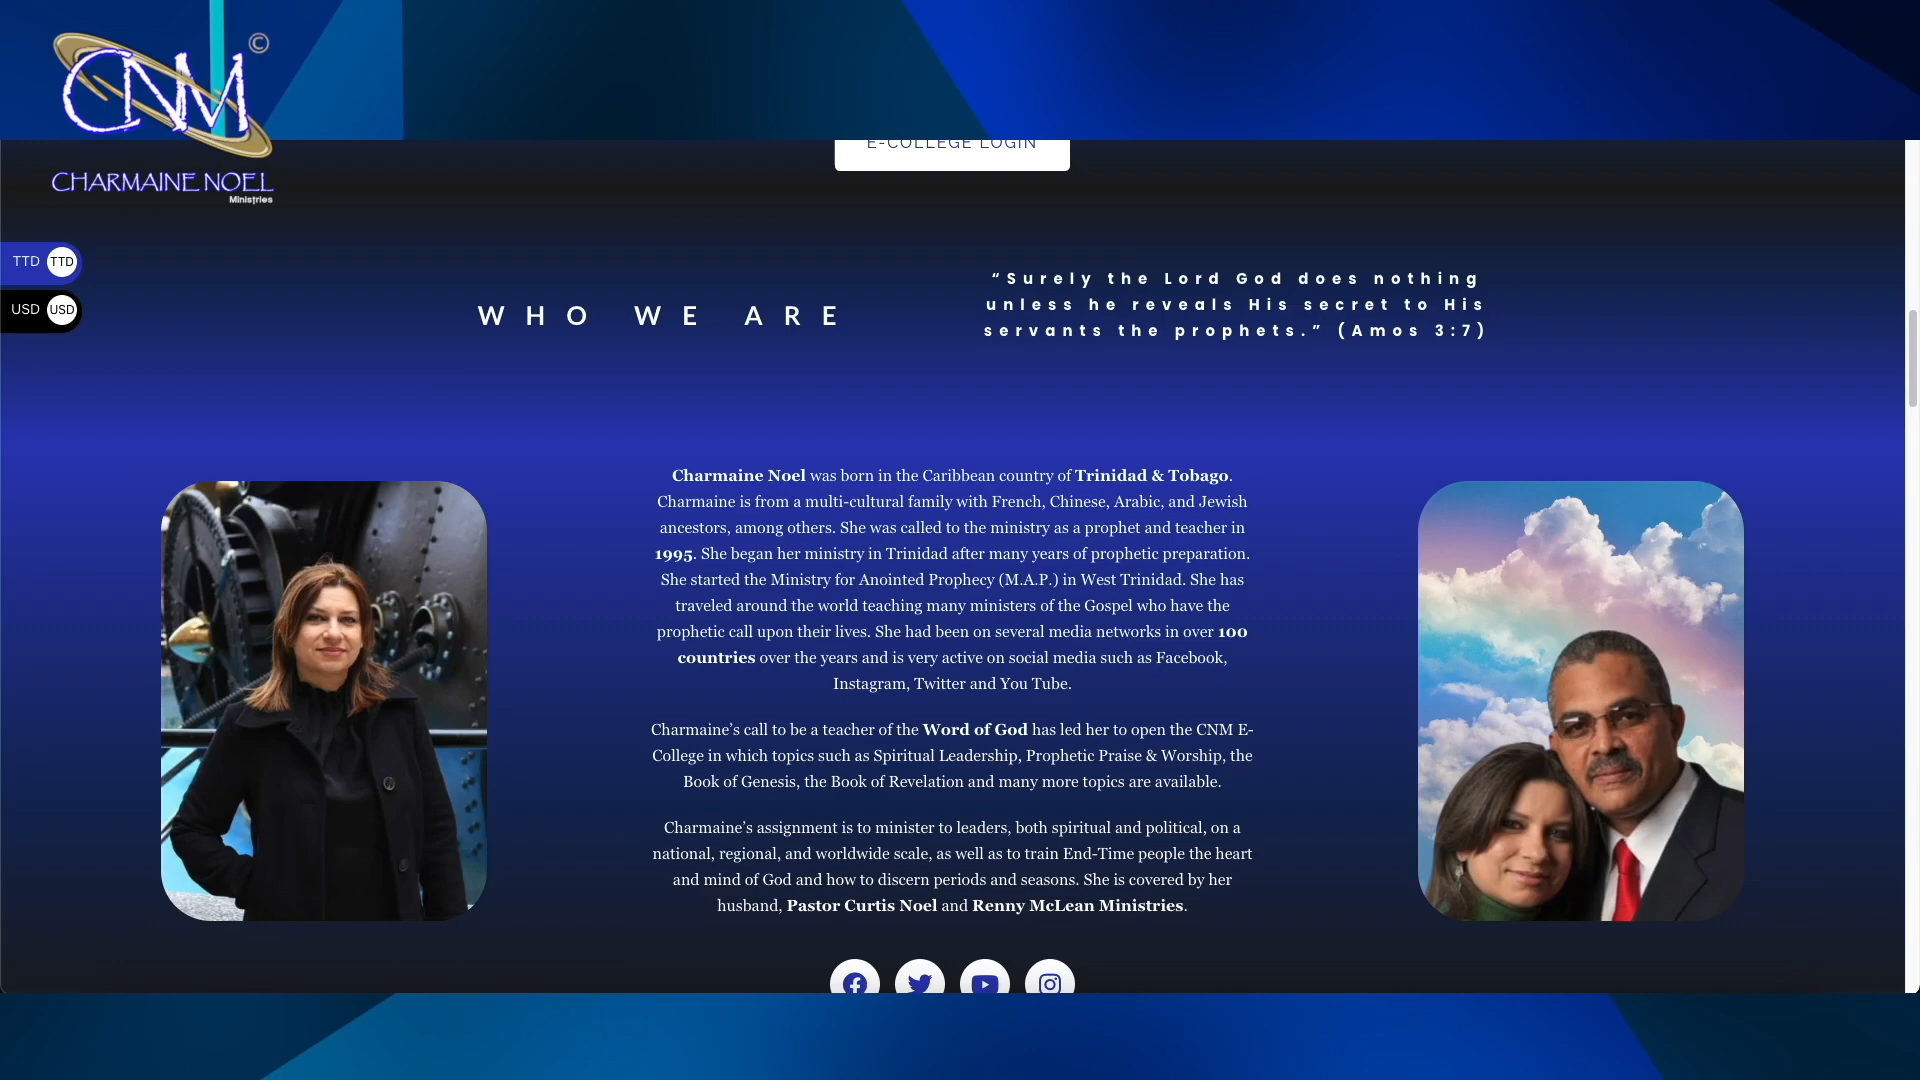 CNM ©
CHARMAINE NOEL
Ministries
E-COLLEGE LOGIN
TTD TTD
USD USD
WHO WE ARE
“Surely the Lord God does nothing
unless he reveals His secret to His
servants the prophets.” (Amos 3:7)
Charmaine Noel was born in the Caribbean country of Trinidad & Tobago.
Charmaine is from a multi-cultural family with French, Chinese, Arabic, and Jewish
ancestors, among others. She was called to the ministry as a prophet and teacher in
1995. She began her ministry in Trinidad after many years of prophetic preparation.
She started the Ministry for Anointed Prophecy (M.A.P.) in West Trinidad. She has
traveled around the world teaching many ministers of the Gospel who have the
prophetic call upon their lives. She had been on several media networks in over 100
countries over the years and is very active on social media such as Facebook,
Instagram, Twitter and You Tube.
Charmaine’s call to be a teacher of the Word of God has led her to open the CNM E-
College in which topics such as Spiritual Leadership, Prophetic Praise & Worship, the
Book of Genesis, the Book of Revelation and many more topics are available.
Charmaine’s assignment is to minister to leaders, both spiritual and political, on a
national, regional, and worldwide scale, as well as to train End-Time people the heart
and mind of God and how to discern periods and seasons. She is covered by her
husband, Pastor Curtis Noel and Renny McLean Ministries.